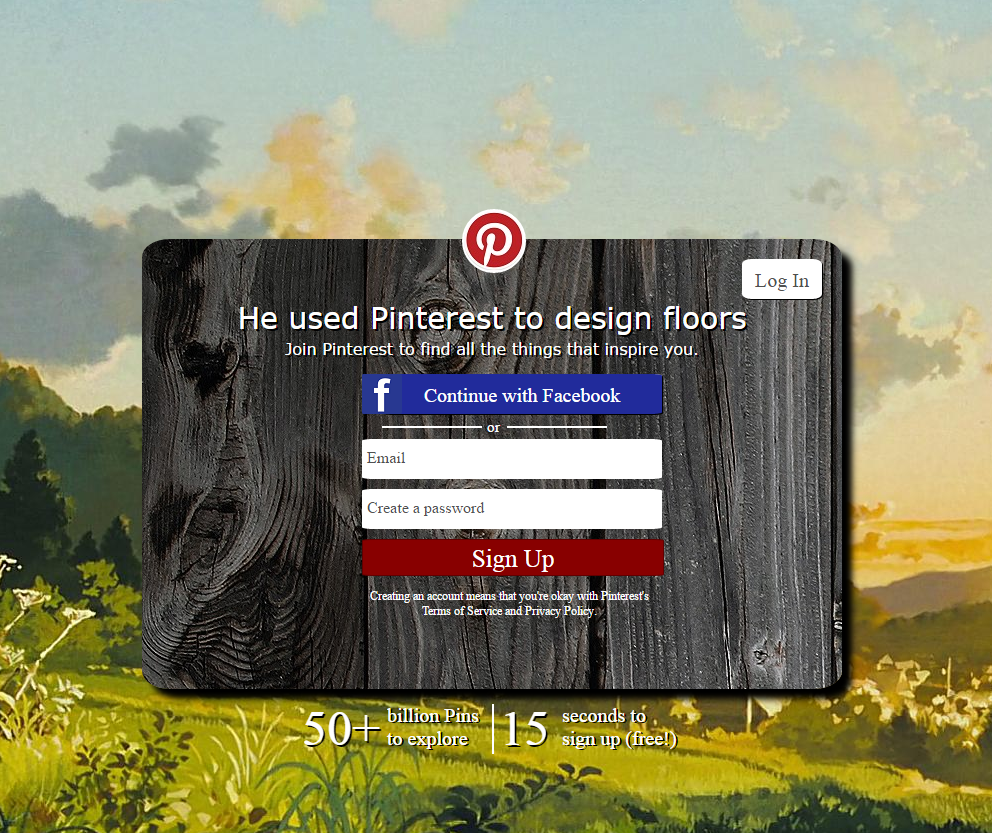 Log In
He used Pinterest to design floors
Join Pinterest to find all the things that inspire you.
f Continue with Facebook
or
Email
Create a password
Sign Up
Creating an account means that you're okay with Pinterest's
Terms of Service and Privacy Policy.
50+ billion Pins
to explore
15 seconds to
sign up (free!)